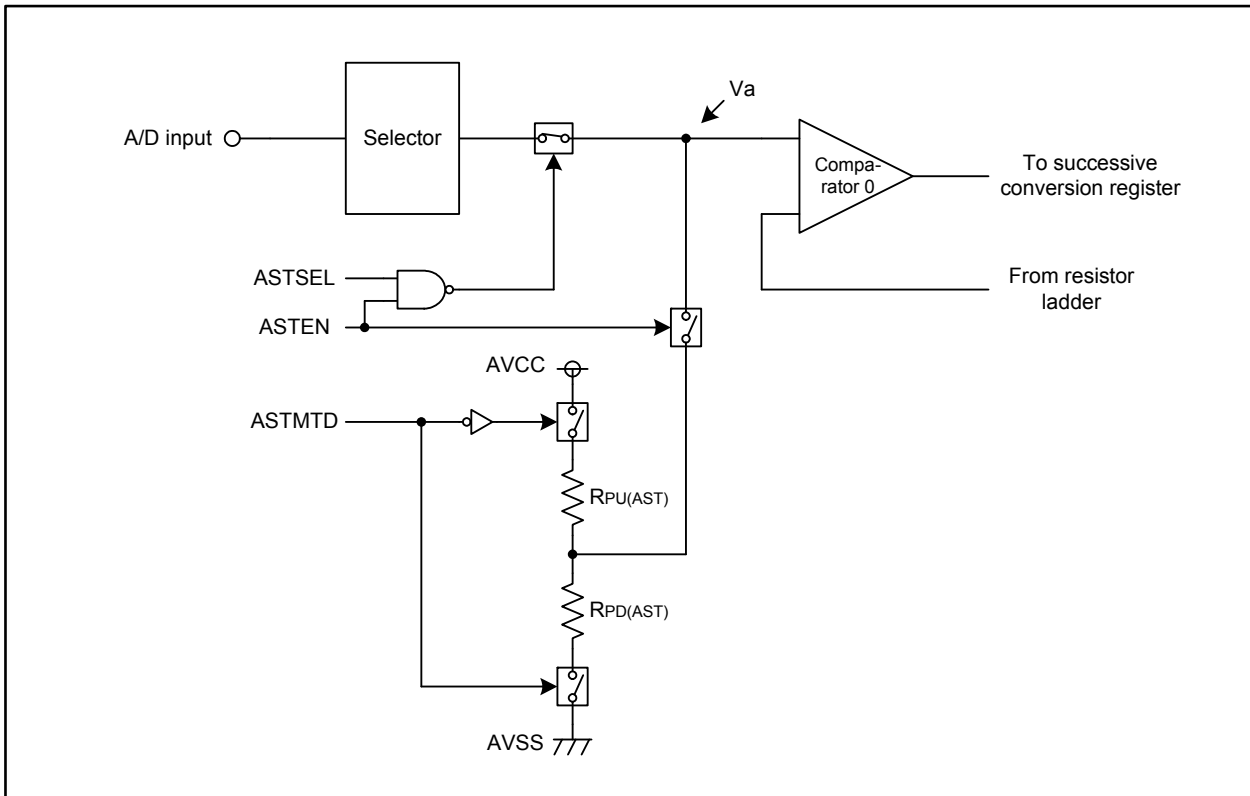 Va
A/D input
Selector
Compa-
rator 0
To successive
conversion register
ASTSEL
ASTEN
From resistor
ladder
AVCC
ASTMTD
RPU(AST)
RPD(AST)
AVSS